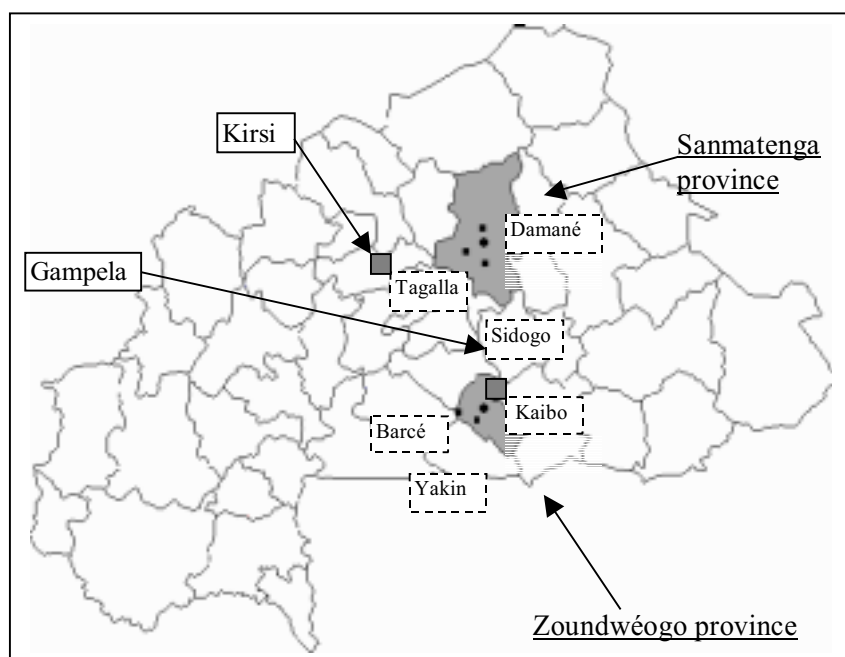 Kirsi
Sanmatenga
province
Damané
Gampela
Tagalla
Sidogo
Barcé
Kaibo
Yakin
Zoundwéogo province